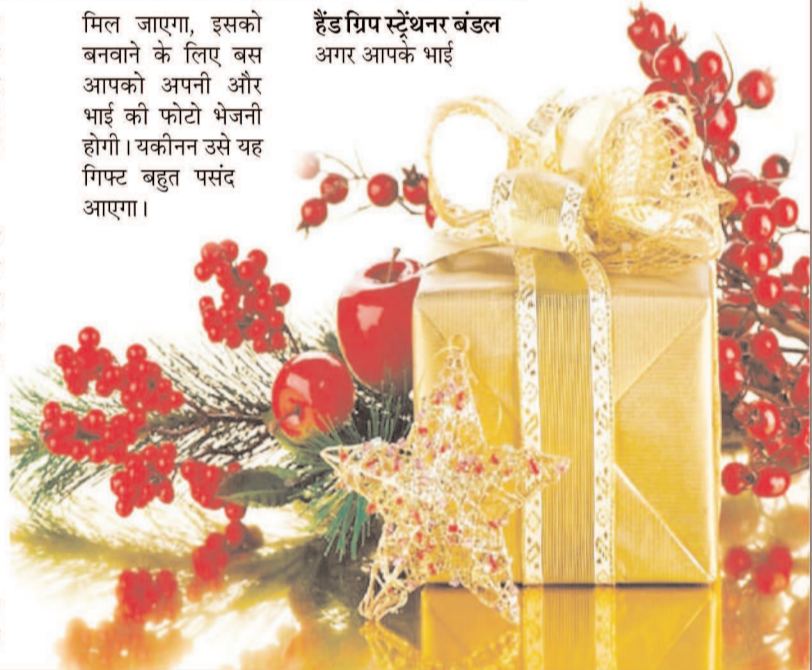 मिल जाएगा, इसको
बनवाने के लिए बस
आपको अपनी और
भाई की फोटो भेजनी
होगी। यकीनन उसे यह
गिफ्ट बहुत पसंद
आएगा।
हैंड ग्रिप स्ट्रेंथनर बंडल
अगर आपके भाई